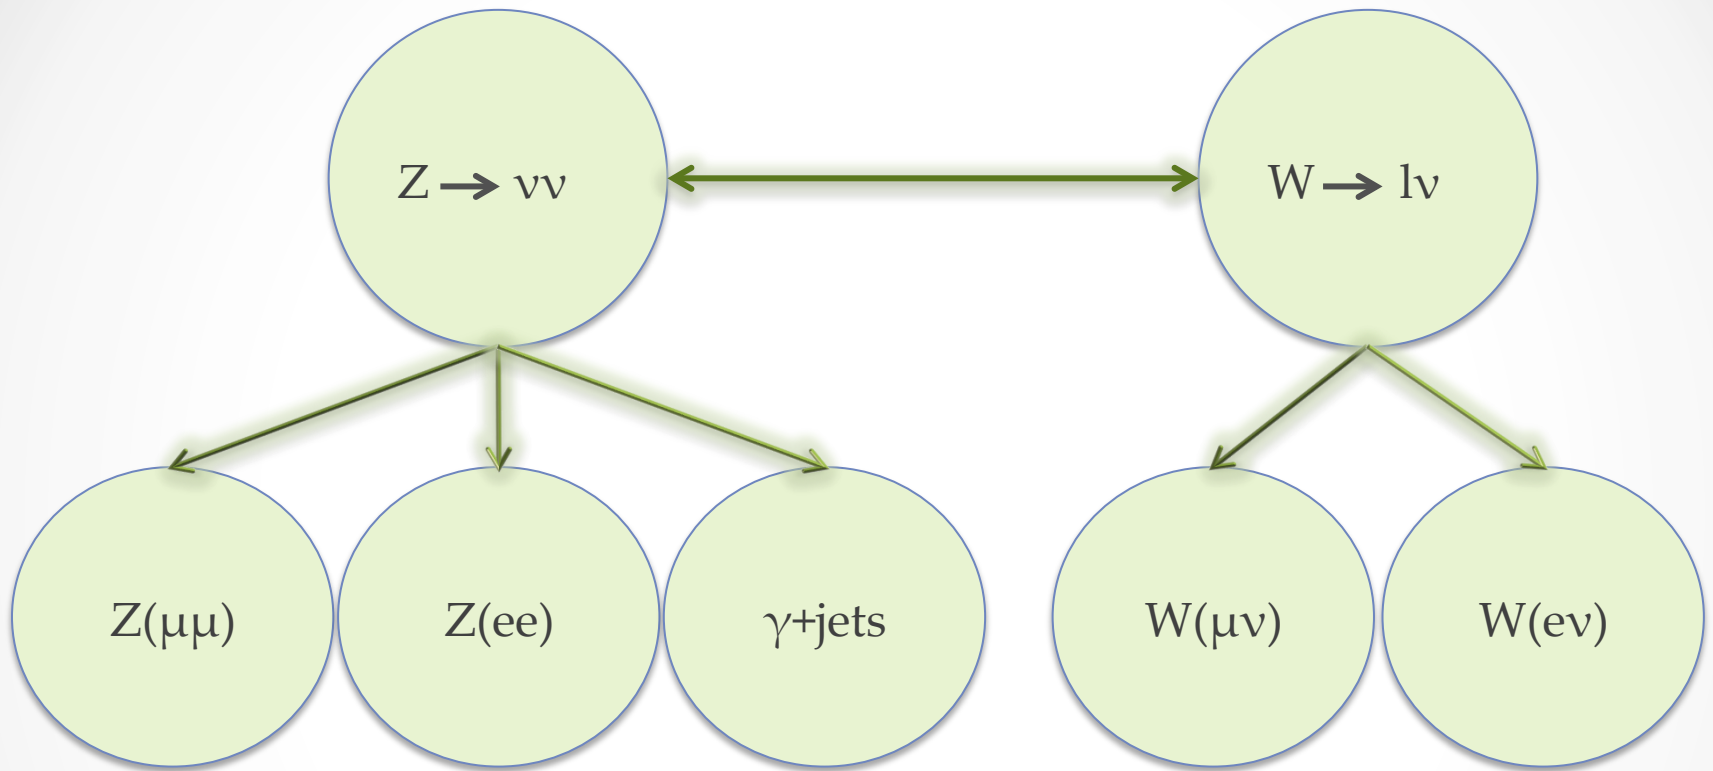 Z → νν
W → lν
Z(μμ)
Z(ee)
γ+jets
W(μν)
W(eν)